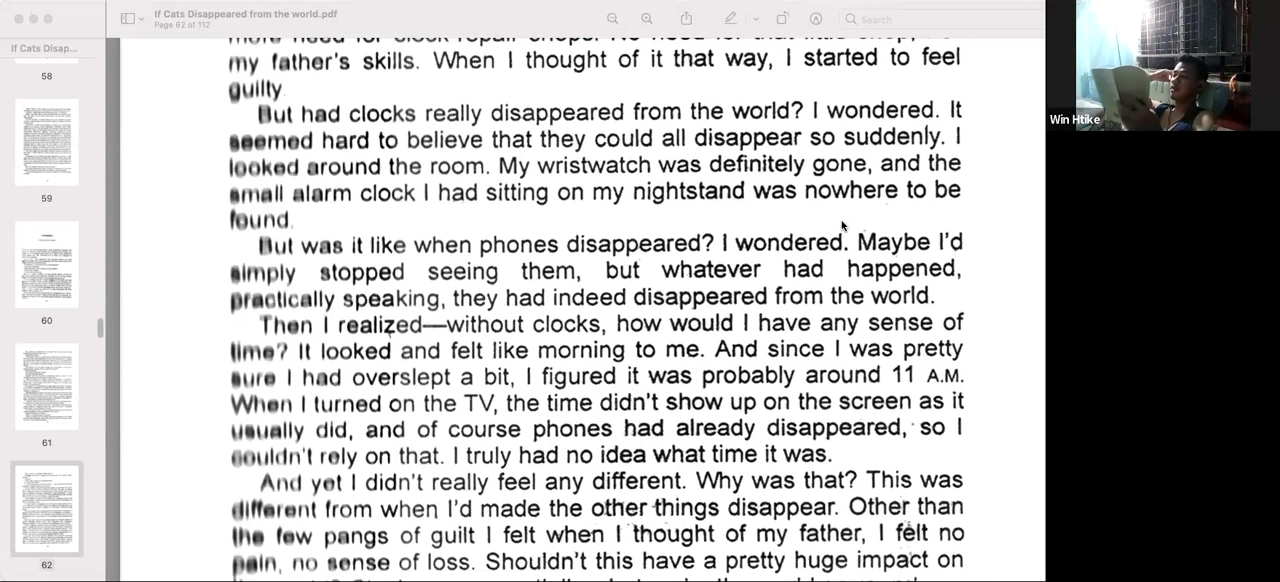 If Cats Disappeared from the world.pdf
Page 62 of 112
Search
If Cats Disap...
58
59
60
61
62
my father's skills. When I thought of it that way, I started to feel
guilty.
But had clocks really disappeared from the world? I wondered. It
seemed hard to believe that they could all disappear so suddenly. I
looked around the room. My wristwatch was definitely gone, and the
small alarm clock I had sitting on my nightstand was nowhere to be
found.
But was it like when phones disappeared? I wondered. Maybe I'd
simply stopped seeing them, but whatever had happened,
practically speaking, they had indeed disappeared from the world.
Then I realized—without clocks, how would I have any sense of
time? It looked and felt like morning to me. And since I was pretty
sure I had overslept a bit, I figured it was probably around 11 A.M.
When I turned on the TV, the time didn't show up on the screen as it
usually did, and of course phones had already disappeared, so I
couldn't rely on that. I truly had no idea what time it was.
And yet I didn't really feel any different. Why was that? This was
different from when I'd made the other things disappear. Other than
the few pangs of guilt I felt when I thought of my father, I felt no
pain, no sense of loss. Shouldn't this have a pretty huge impact on
Win Htike